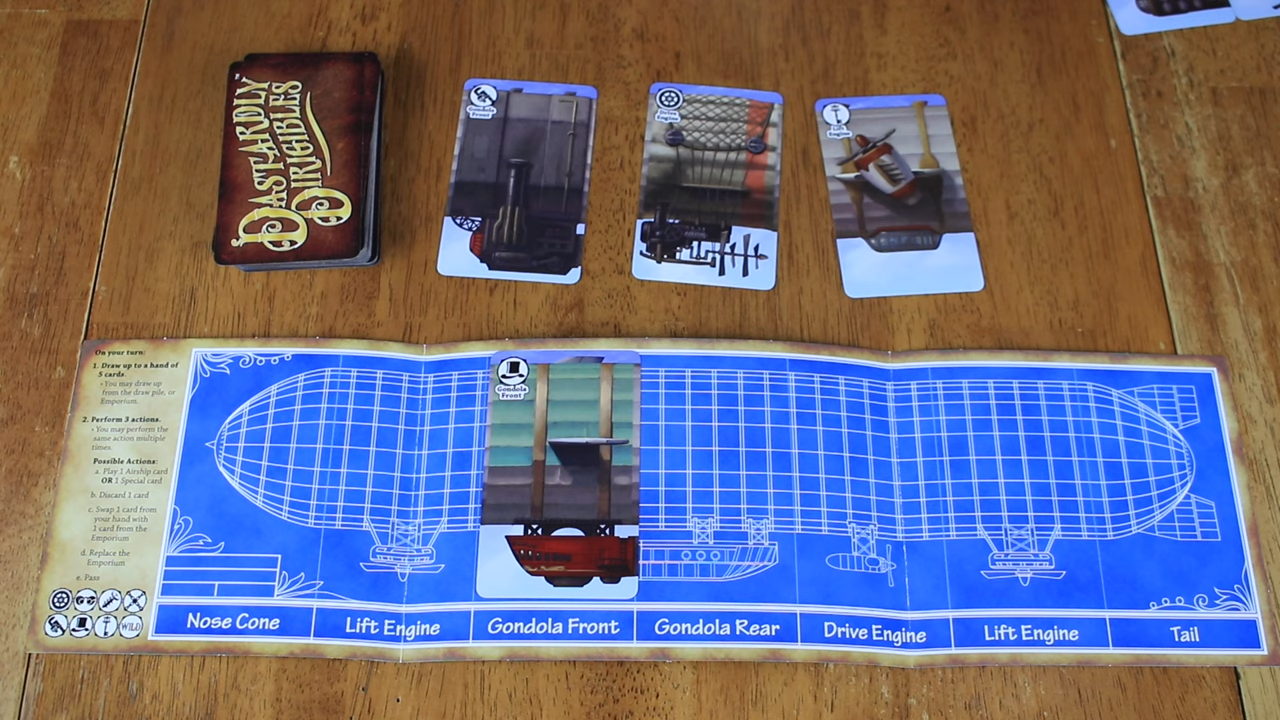 DASTARDLY
DIRIGIBLES
Gondola
Front
Drive
Engine
Lift
Engine
On your turn:
1. Draw up to a hand of
5 cards.
• You may draw up
from the draw pile, or
Emporium.
2. Perform 3 actions.
• You may perform the
same action multiple
times.
Possible Actions:
a. Play 1 Airship card
OR 1 Special card
b. Discard 1 card
c. Swap 1 card from
your hand with
1 card from the
Emporium
d. Replace the
Emporium
e. Pass
WILD
Gondola
Front
Nose Cone
Lift Engine
Gondola Front
Gondola Rear
Drive Engine
Lift Engine
Tail